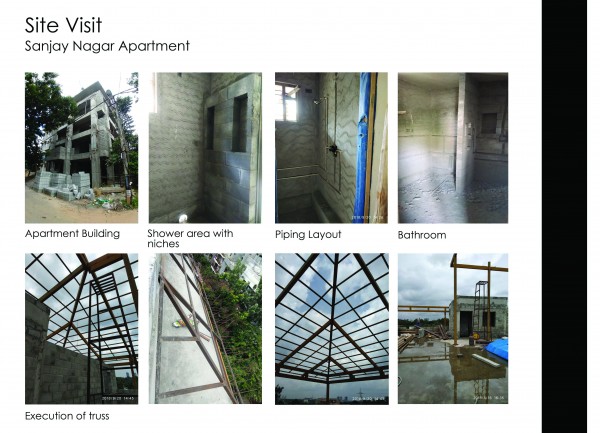 Site Visit
Sanjay Nagar Apartment
Apartment Building
Shower area with
niches
Piping Layout
Bathroom
Execution of truss